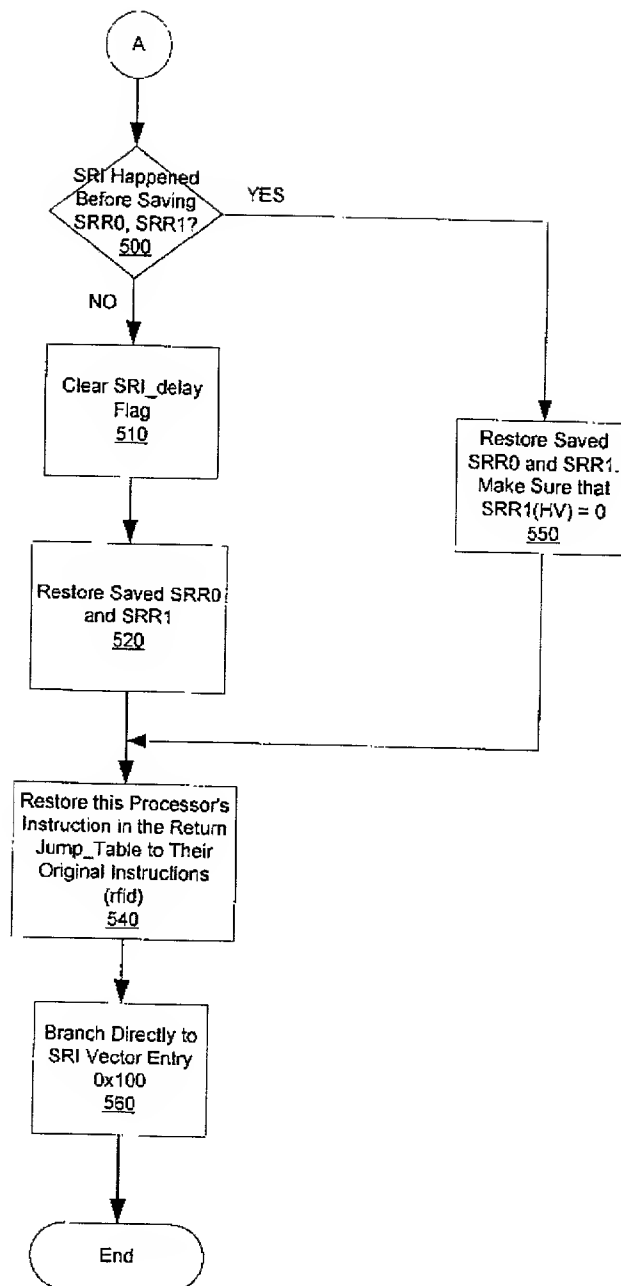 A
SRI Happened
Before Saving
SRR0, SRR1?
500
YES
NO
Clear SRI_delay
Flag
510
Restore Saved
SRR0 and SRR1.
Make Sure that
SRR1(HV) = 0
550
Restore Saved SRR0
and SRR1
520
Restore this Processor's
Instruction in the Return
Jump_Table to Their
Original Instructions
(rfid)
540
Branch Directly to
SRI Vector Entry
0x100
560
End